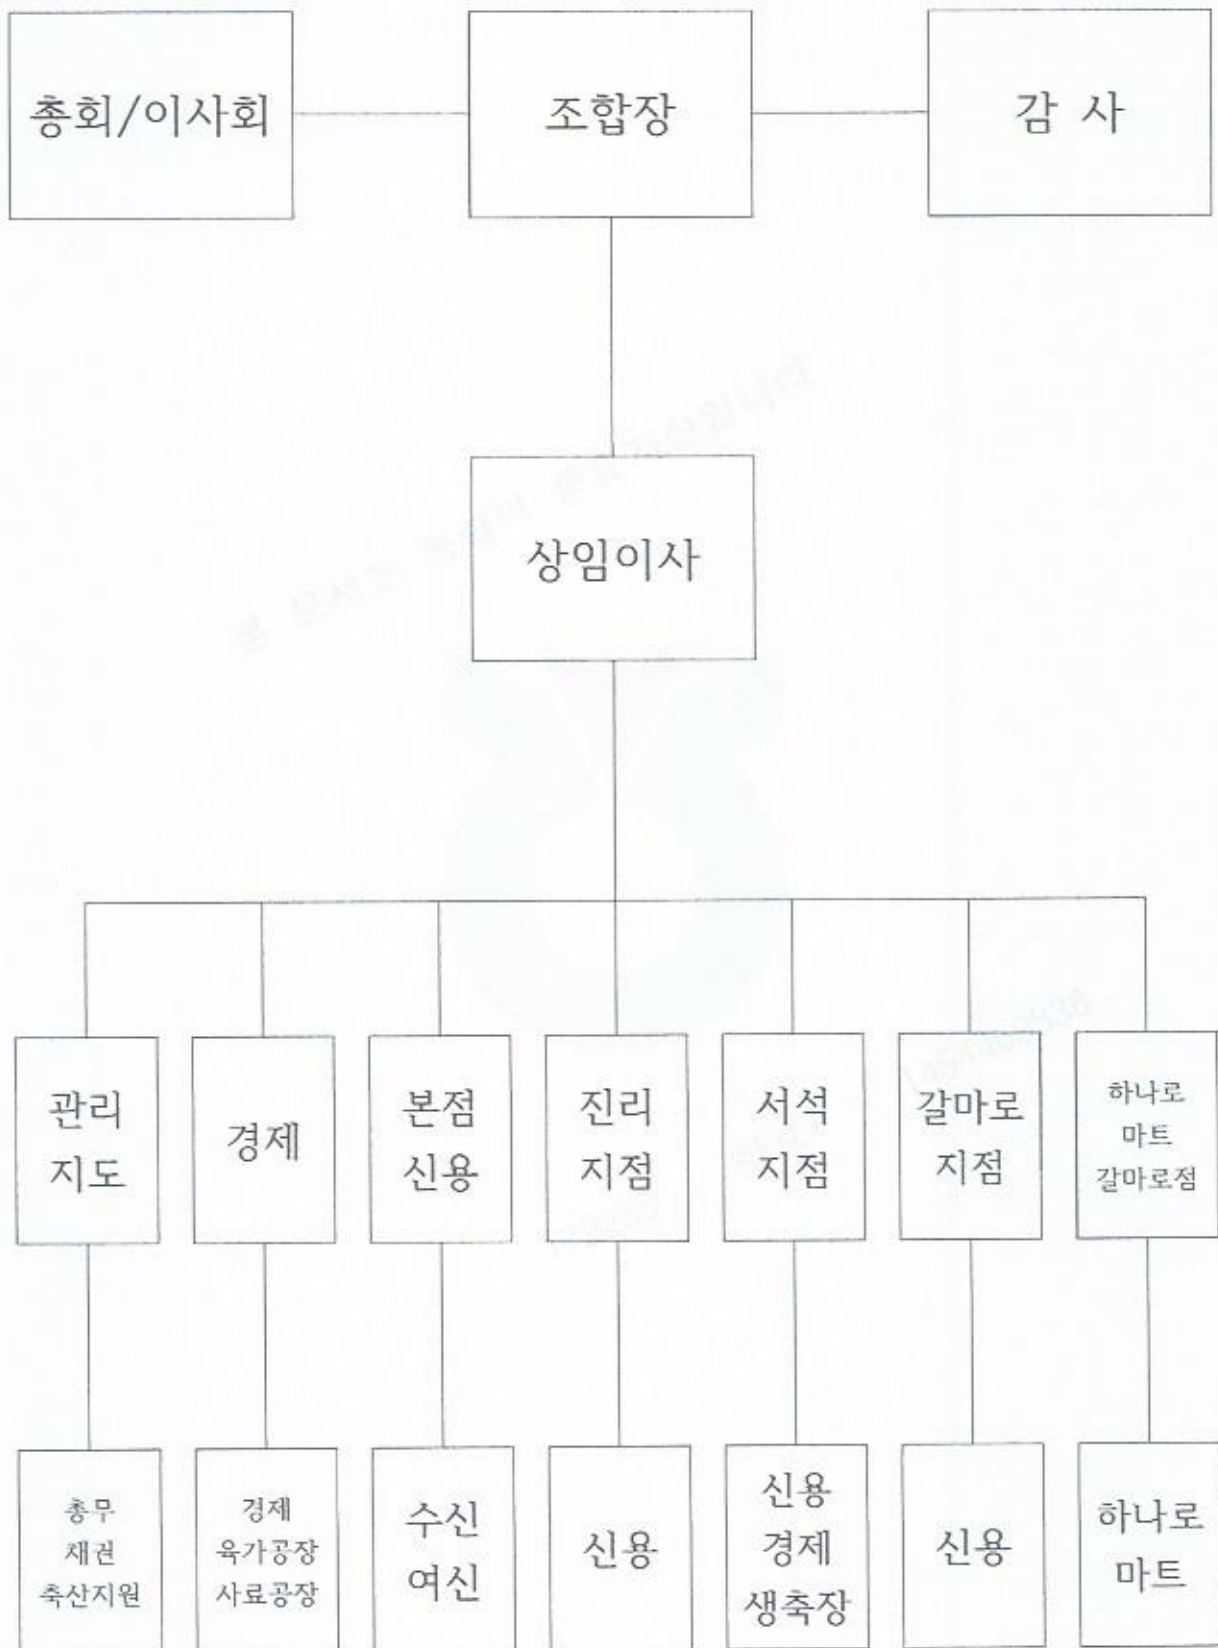 총회/이사회
조합장
감 사
상임이사
관리
지도
경제
본점
신용
진리
지점
서석
지점
갈마로
지점
하나로
마트
갈마로점
총무
채권
축산지원
경제
육가공장
사료공장
수신
여신
신용
신용
경제
생축장
신용
하나로
마트